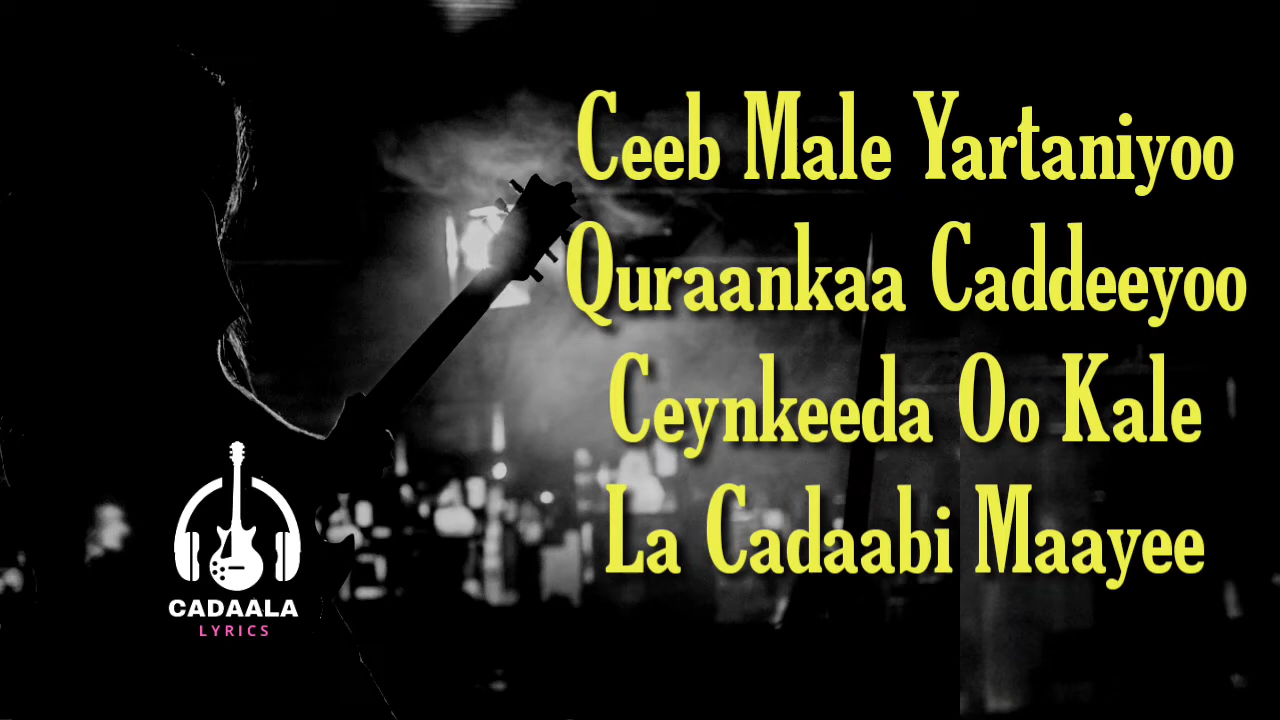 Ceeb Male Yartaniyoo
Quraankaa Caddeeyoo
Ceynkeeda Oo Kale
La Cadaabi Maayee
CADAALA
LYRICS